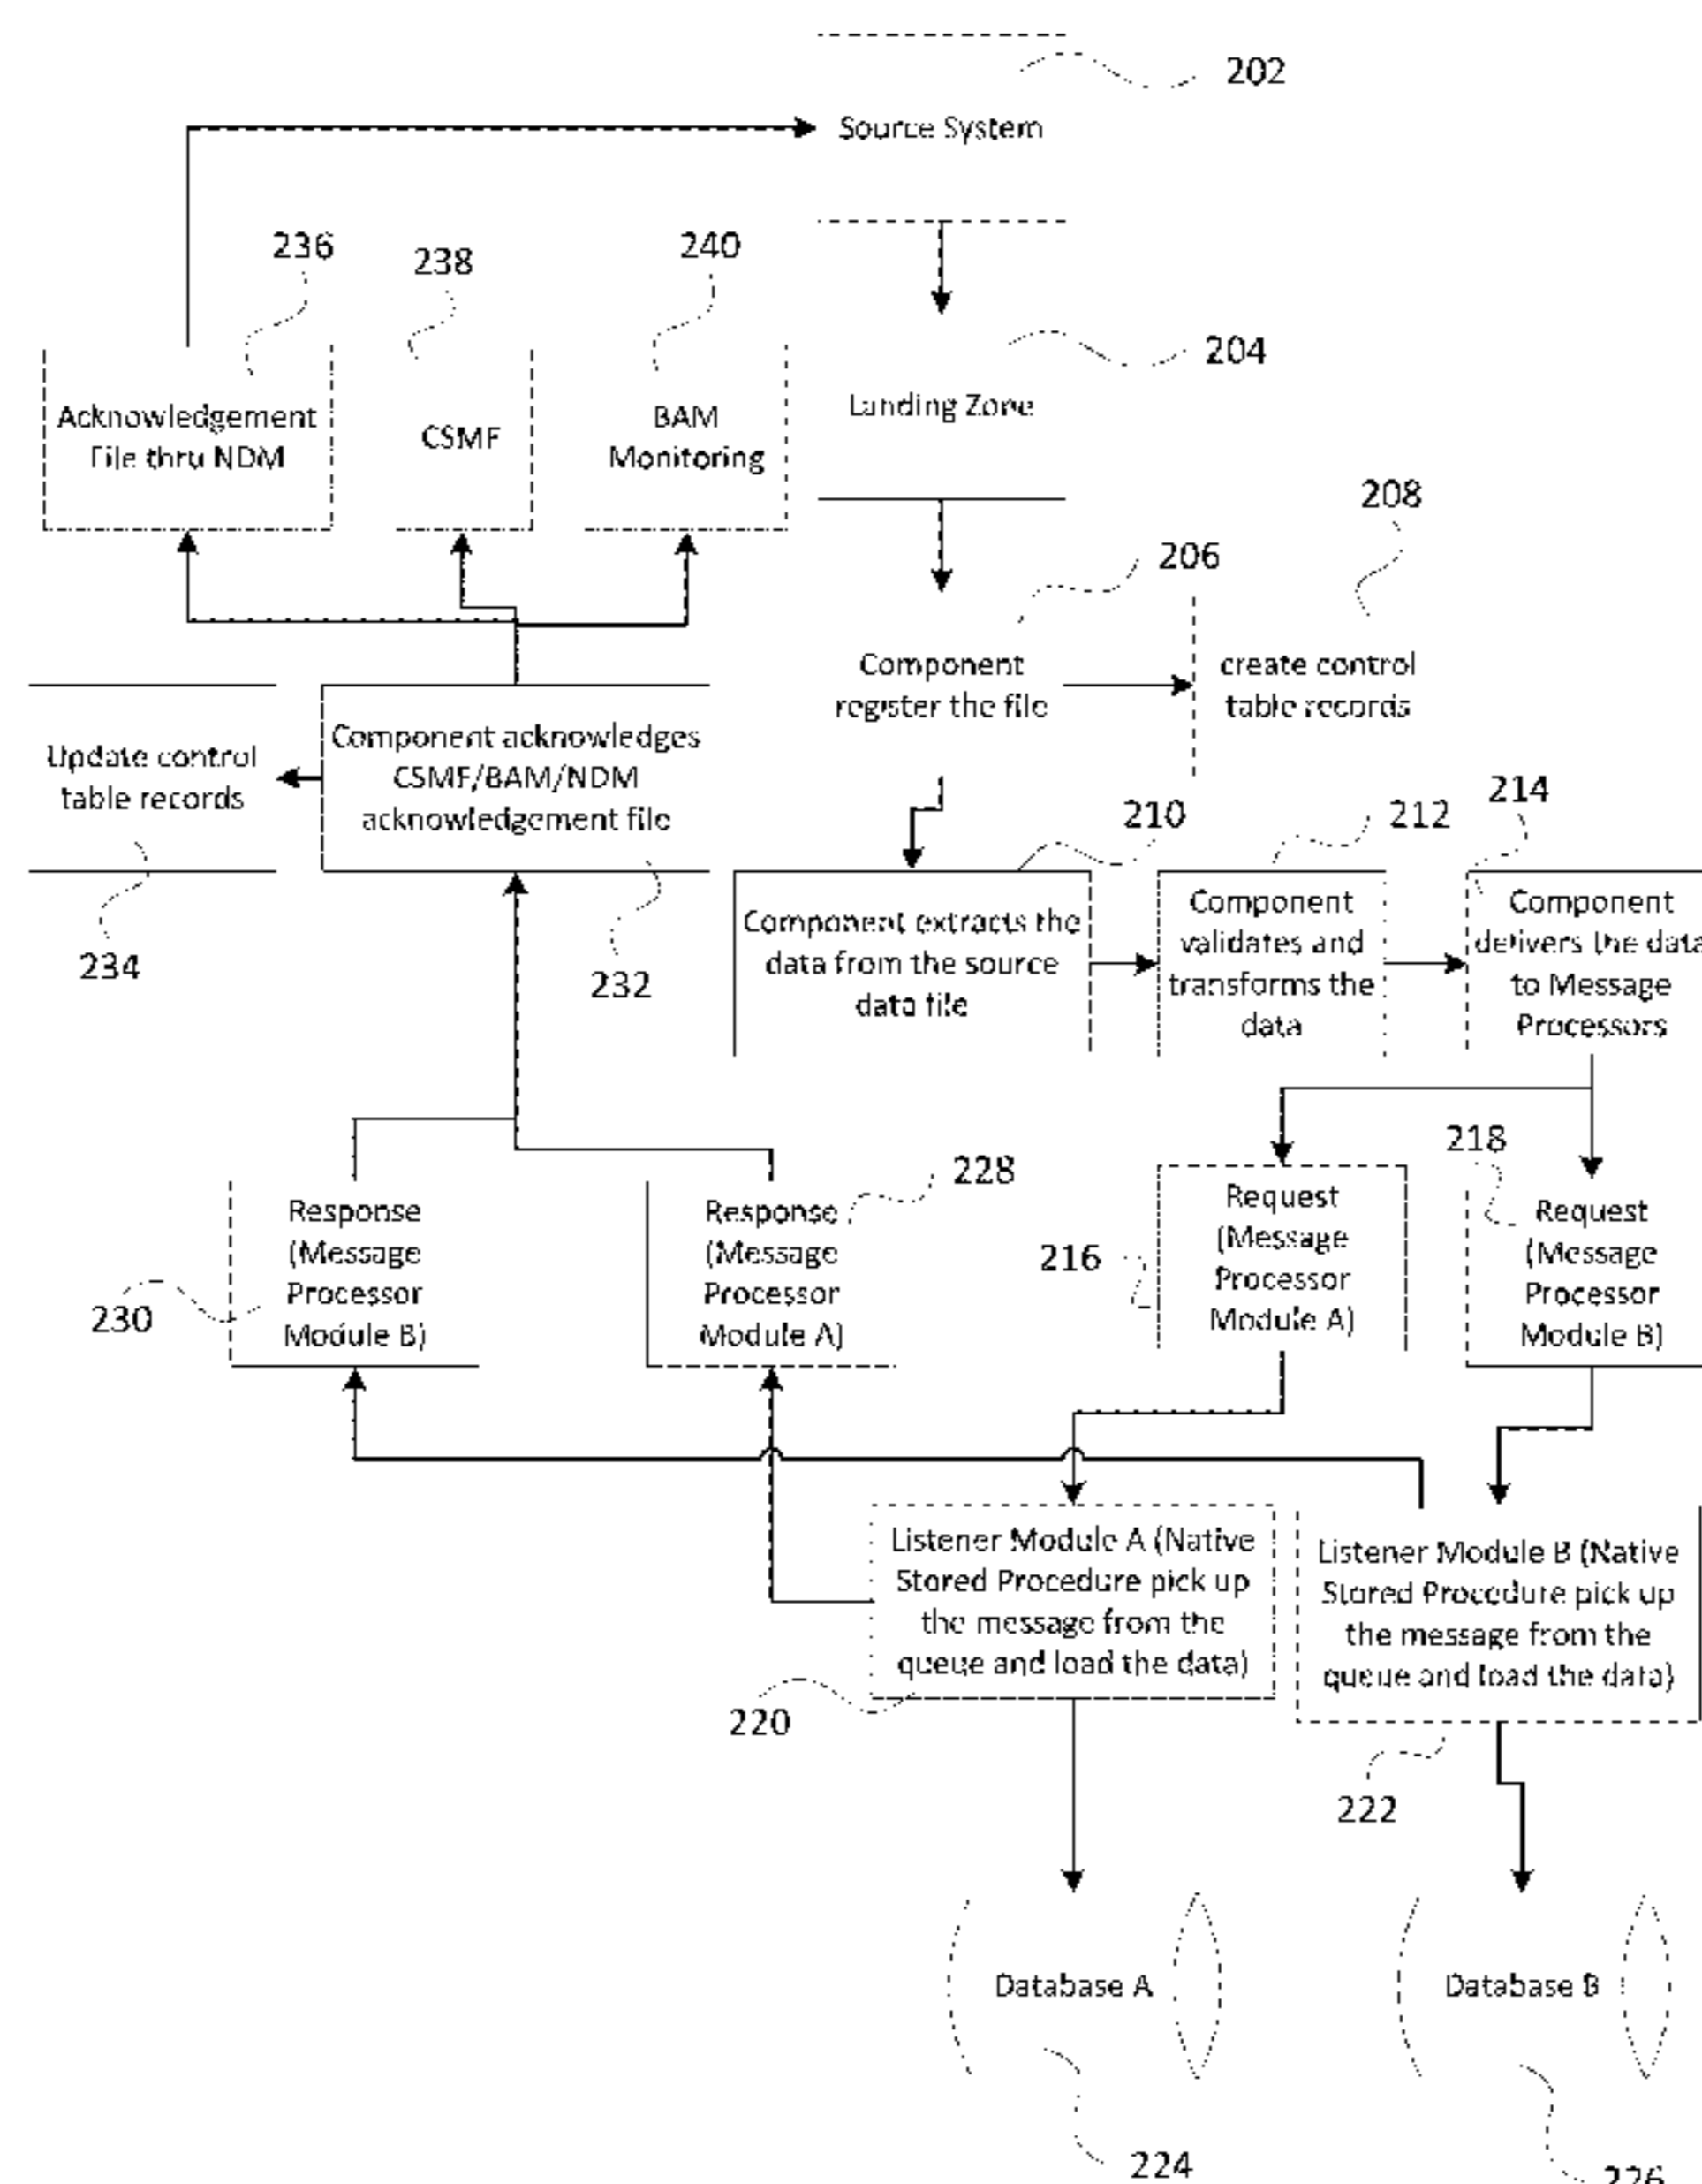 202
Source System
236
238
240
204
Acknowledgement
File thru NDM
CSMF
BAM
Monitoring
Landing Zone
208
206
Component
register the file
create control
table records
Update control
table records
Component acknowledges
CSMF/BAM/NDM
acknowledgement file
234
232
210
212
214
Component extracts the
data from the source
data file
Component
validates and
transforms the
data
Component
delivers the data
to Message
Processors
218
228
216
230
Response
(Message
Processor
Module B)
Response
(Message
Processor
Module A)
Request
(Message
Processor
Module A)
Request
(Message
Processor
Module B)
Listener Module A (Native
Stored Procedure pick up
the message from the
queue and load the data)
Listener Module B (Native
Stored Procedure pick up
the message from the
queue and load the data)
220
222
Database A
Database B
224
226